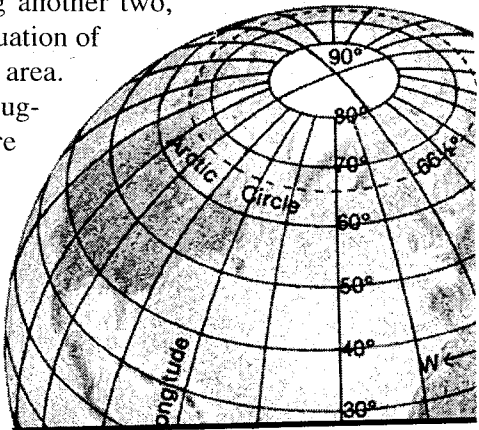 g another two,
uation of
area.
ug-
re
90°
80°
70°
66½°
Arctic
Circle
60°
50°
40°
W ←
30°
ongitude